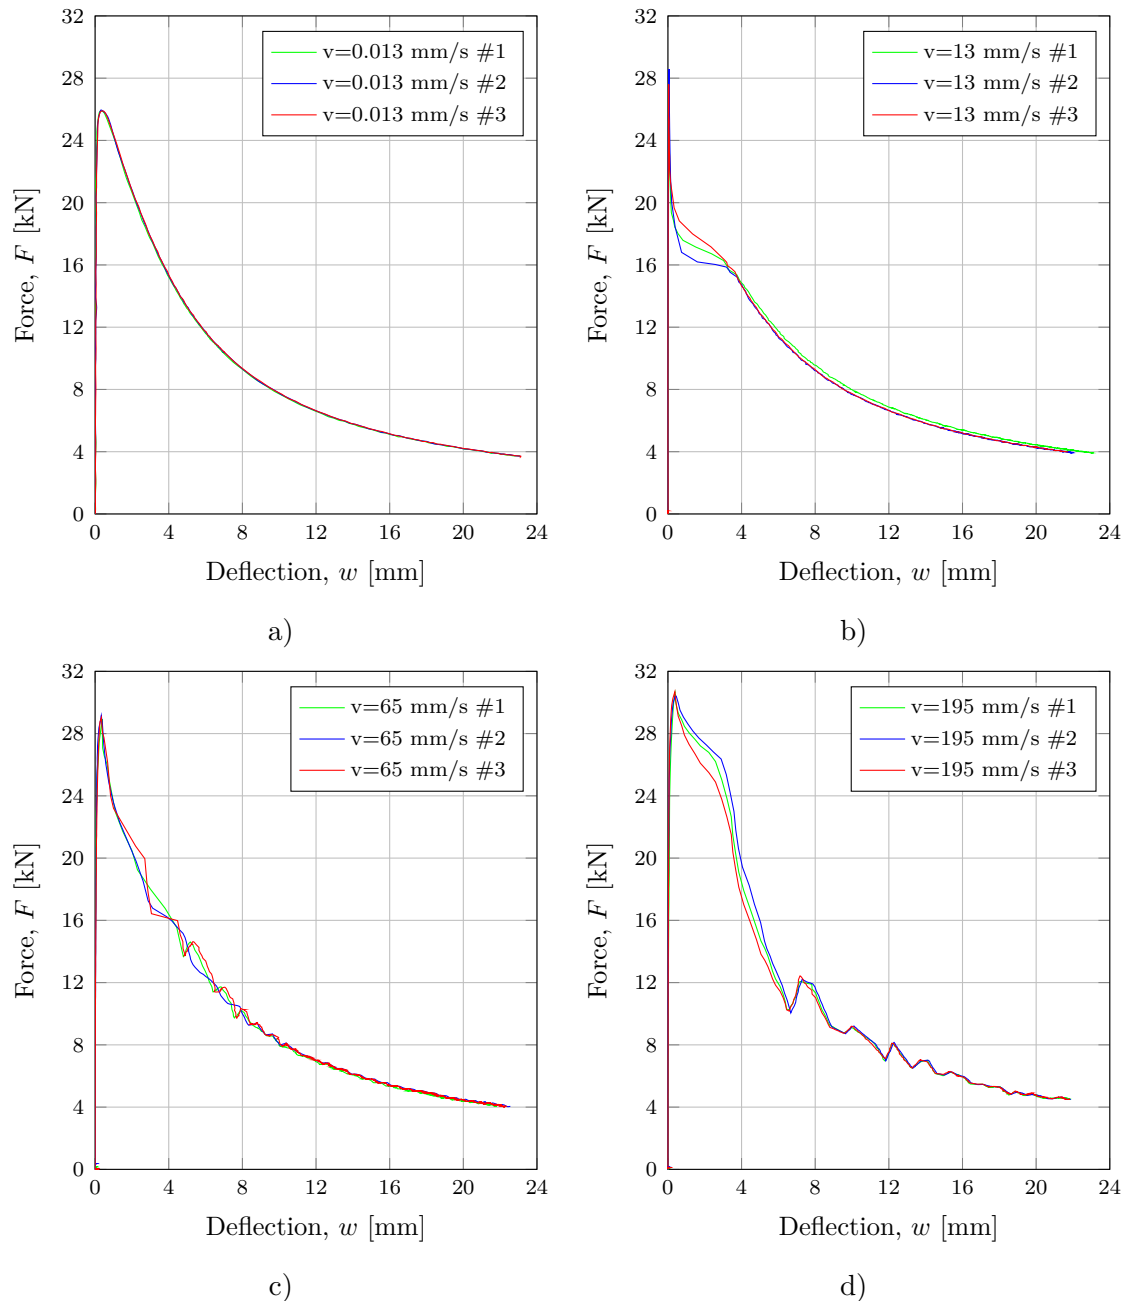 32
28
24
20
16
12
8
4
0
0 4 8 12 16 20 24
Force, F [kN]
Deflection, w [mm]
v=0.013 mm/s #1
v=0.013 mm/s #2
v=0.013 mm/s #3
a)
32
28
24
20
16
12
8
4
0
0 4 8 12 16 20 24
Force, F [kN]
Deflection, w [mm]
v=13 mm/s #1
v=13 mm/s #2
v=13 mm/s #3
b)
32
28
24
20
16
12
8
4
0
0 4 8 12 16 20 24
Force, F [kN]
Deflection, w [mm]
v=65 mm/s #1
v=65 mm/s #2
v=65 mm/s #3
c)
32
28
24
20
16
12
8
4
0
0 4 8 12 16 20 24
Force, F [kN]
Deflection, w [mm]
v=195 mm/s #1
v=195 mm/s #2
v=195 mm/s #3
d)